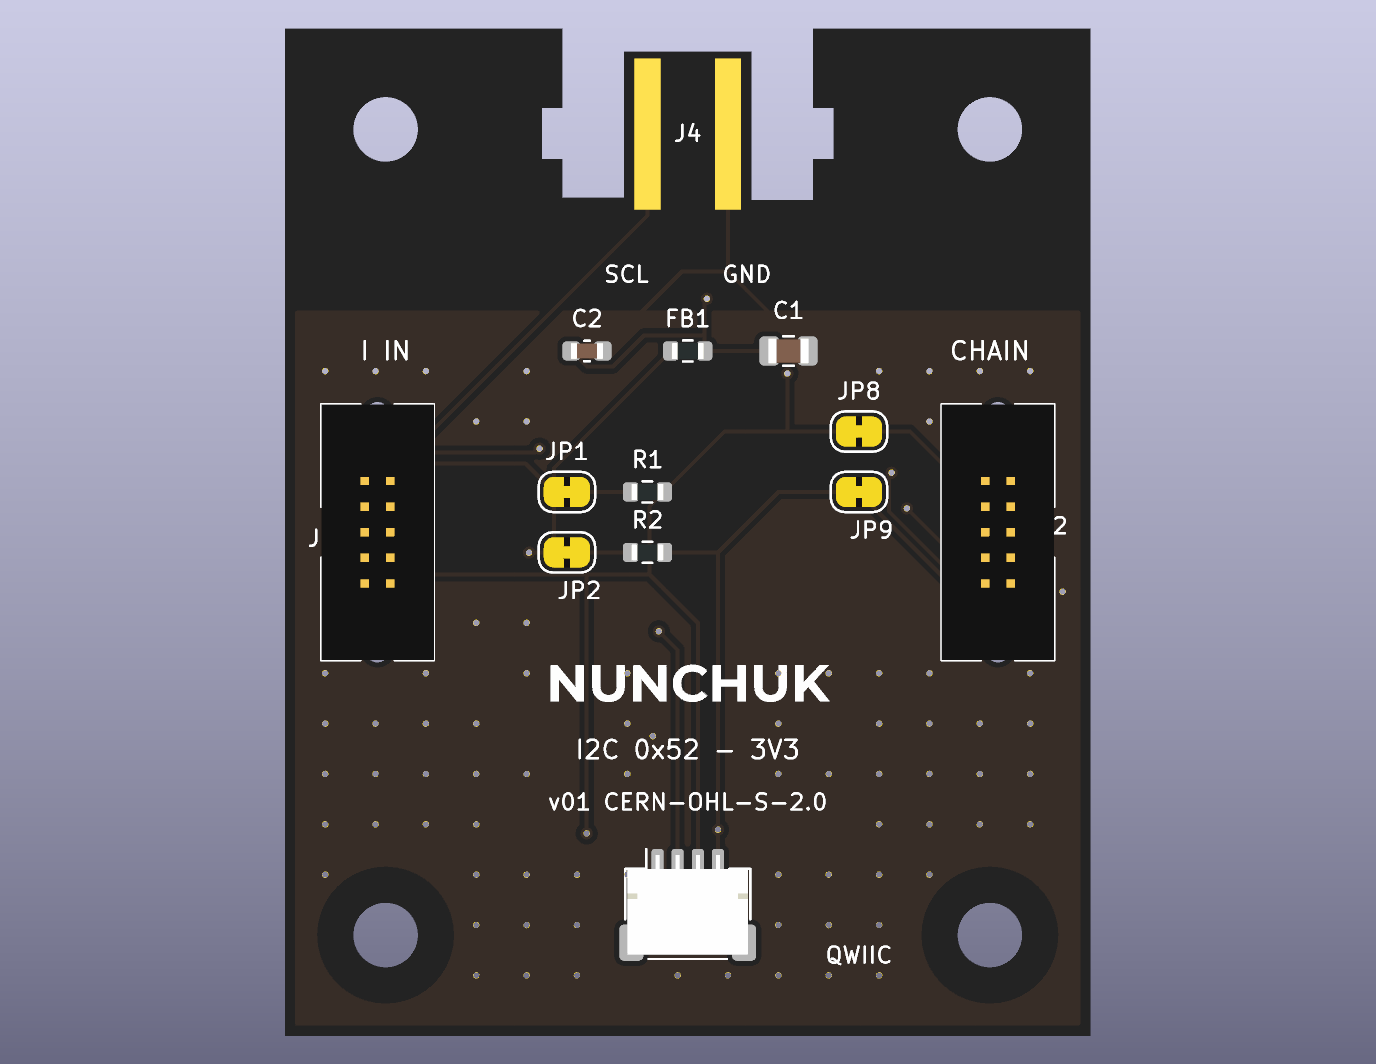 J4
SCL GND
C2 FB1 C1
I IN CHAIN
JP8
JP1 R1
R2 JP9
J 2
JP2
NUNCHUK
I2C 0x52 – 3V3
v01 CERN-OHL-S-2.0
QWIIC